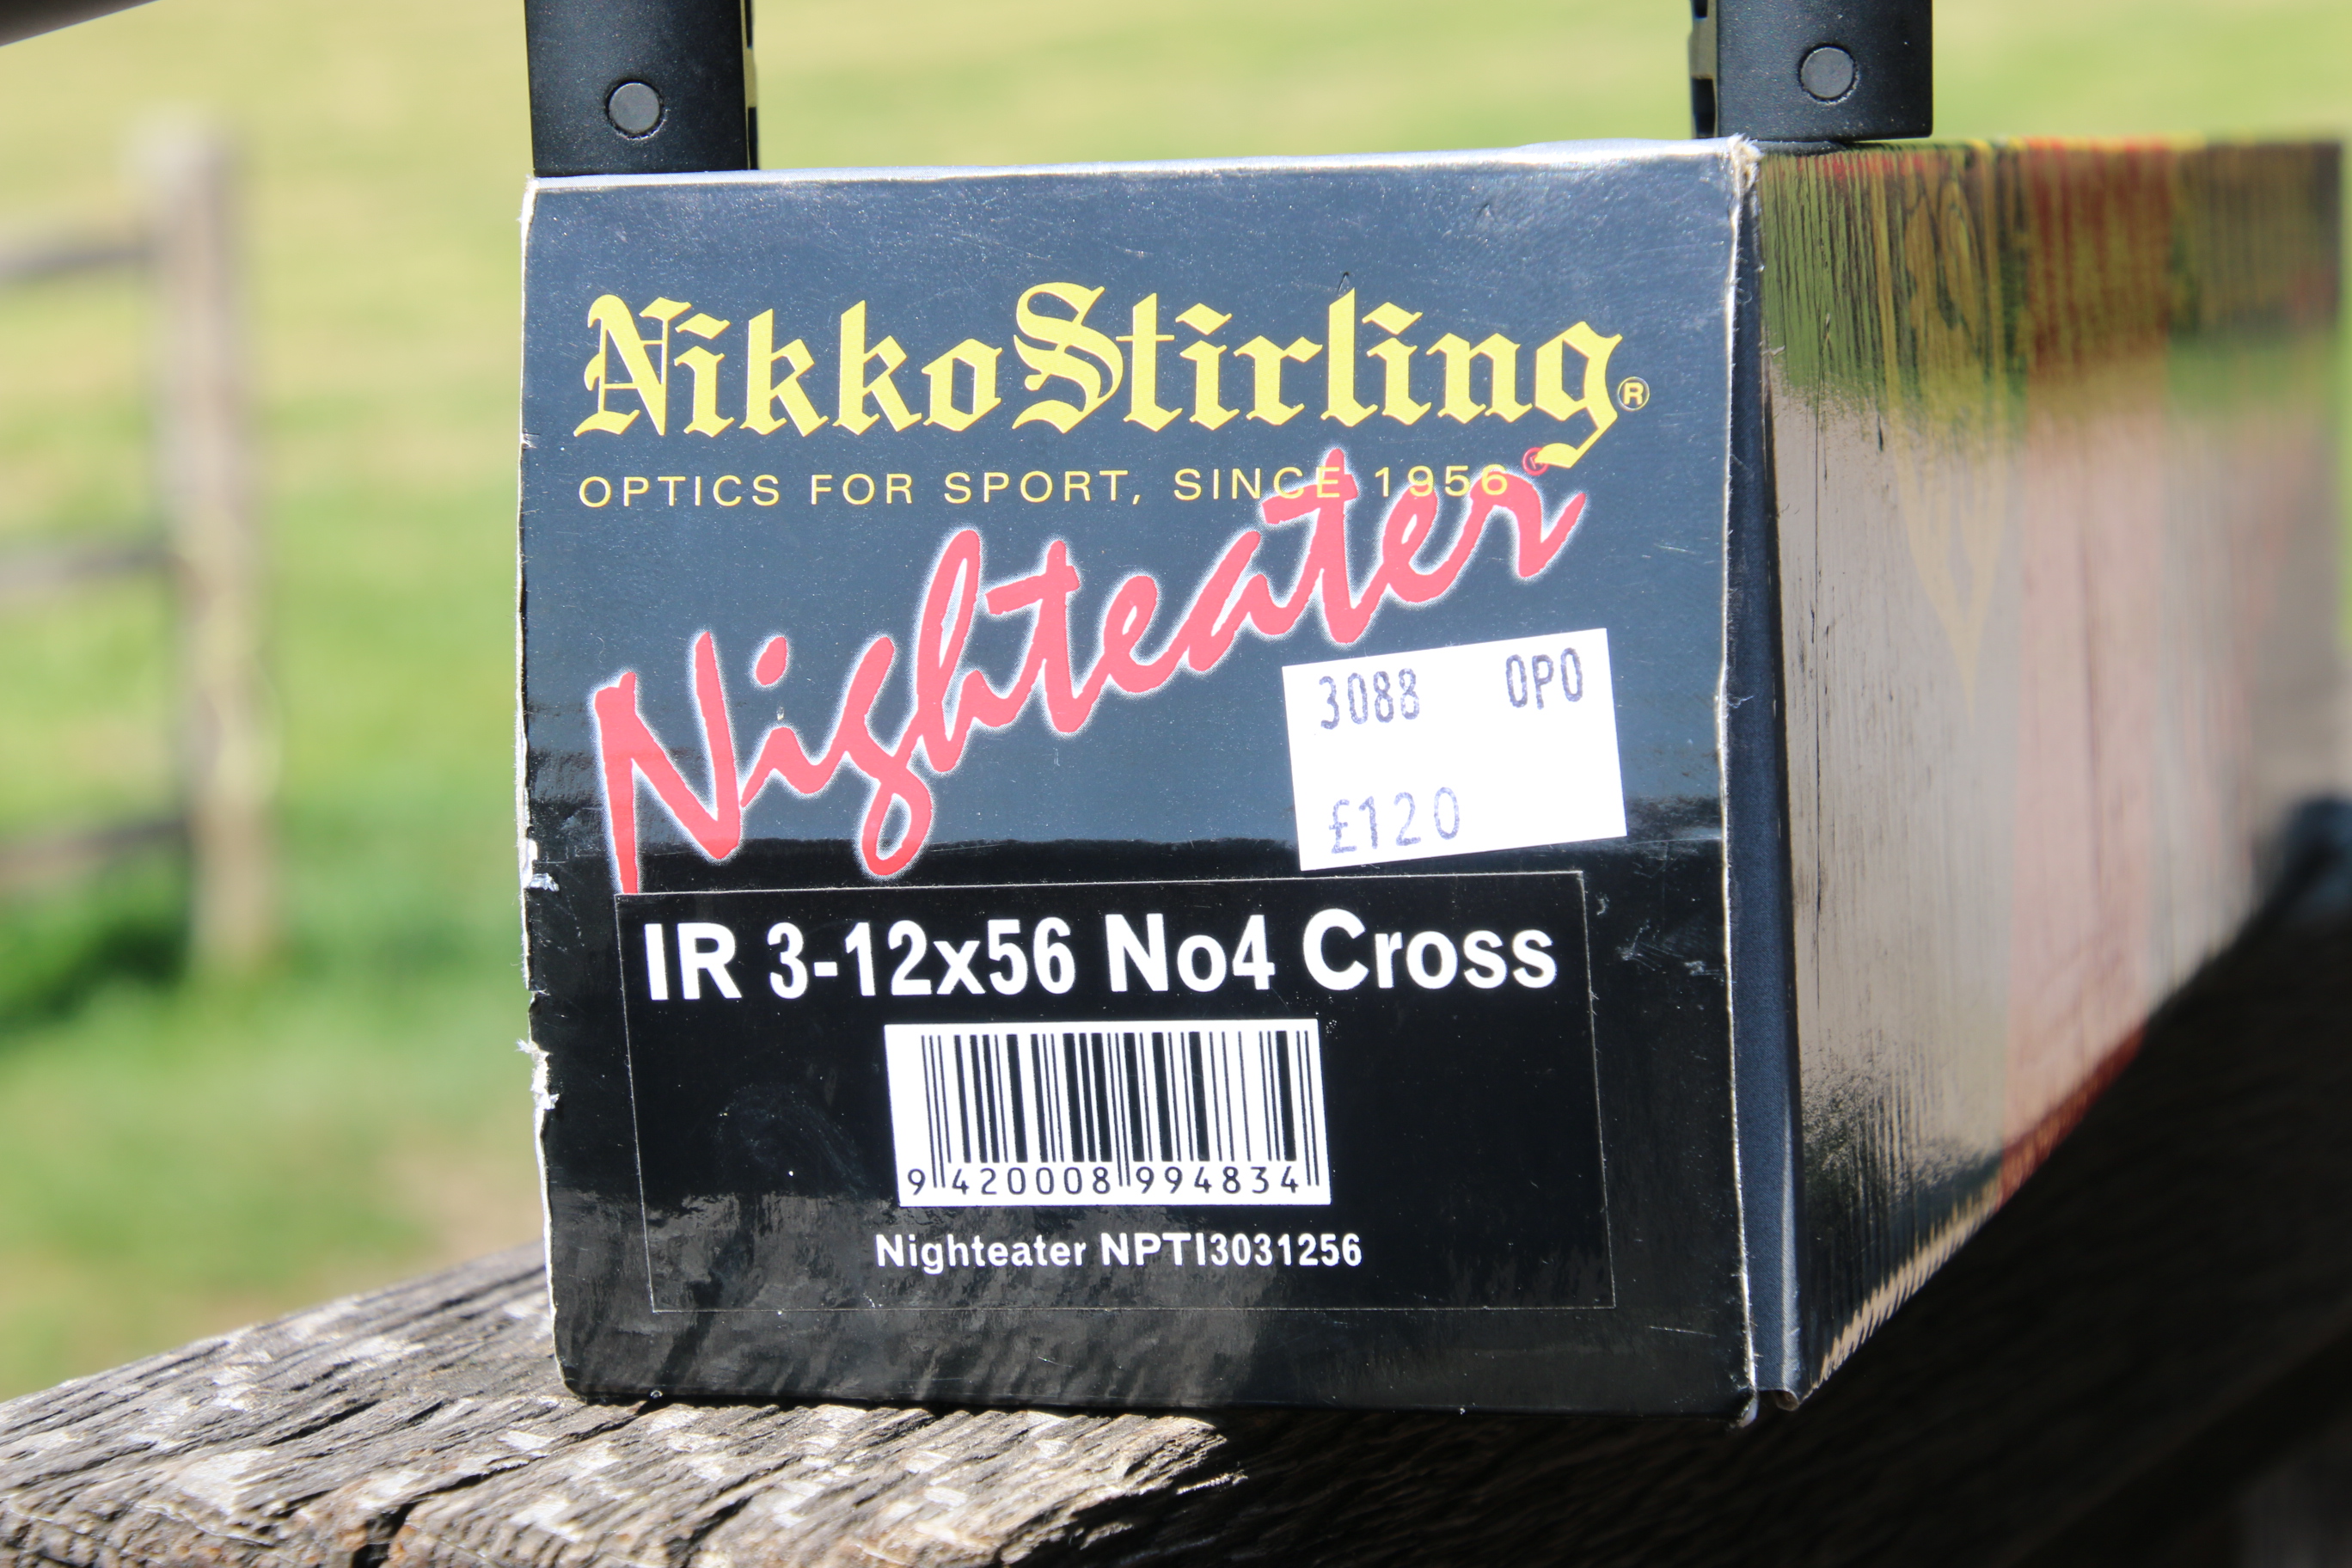 NikkoStirling®
OPTICS FOR SPORT, SINCE 1956
Nighteater
3088 OPO
£120
IR 3-12x56 No4 Cross
9 420008 994834
Nighteater NPTI3031256